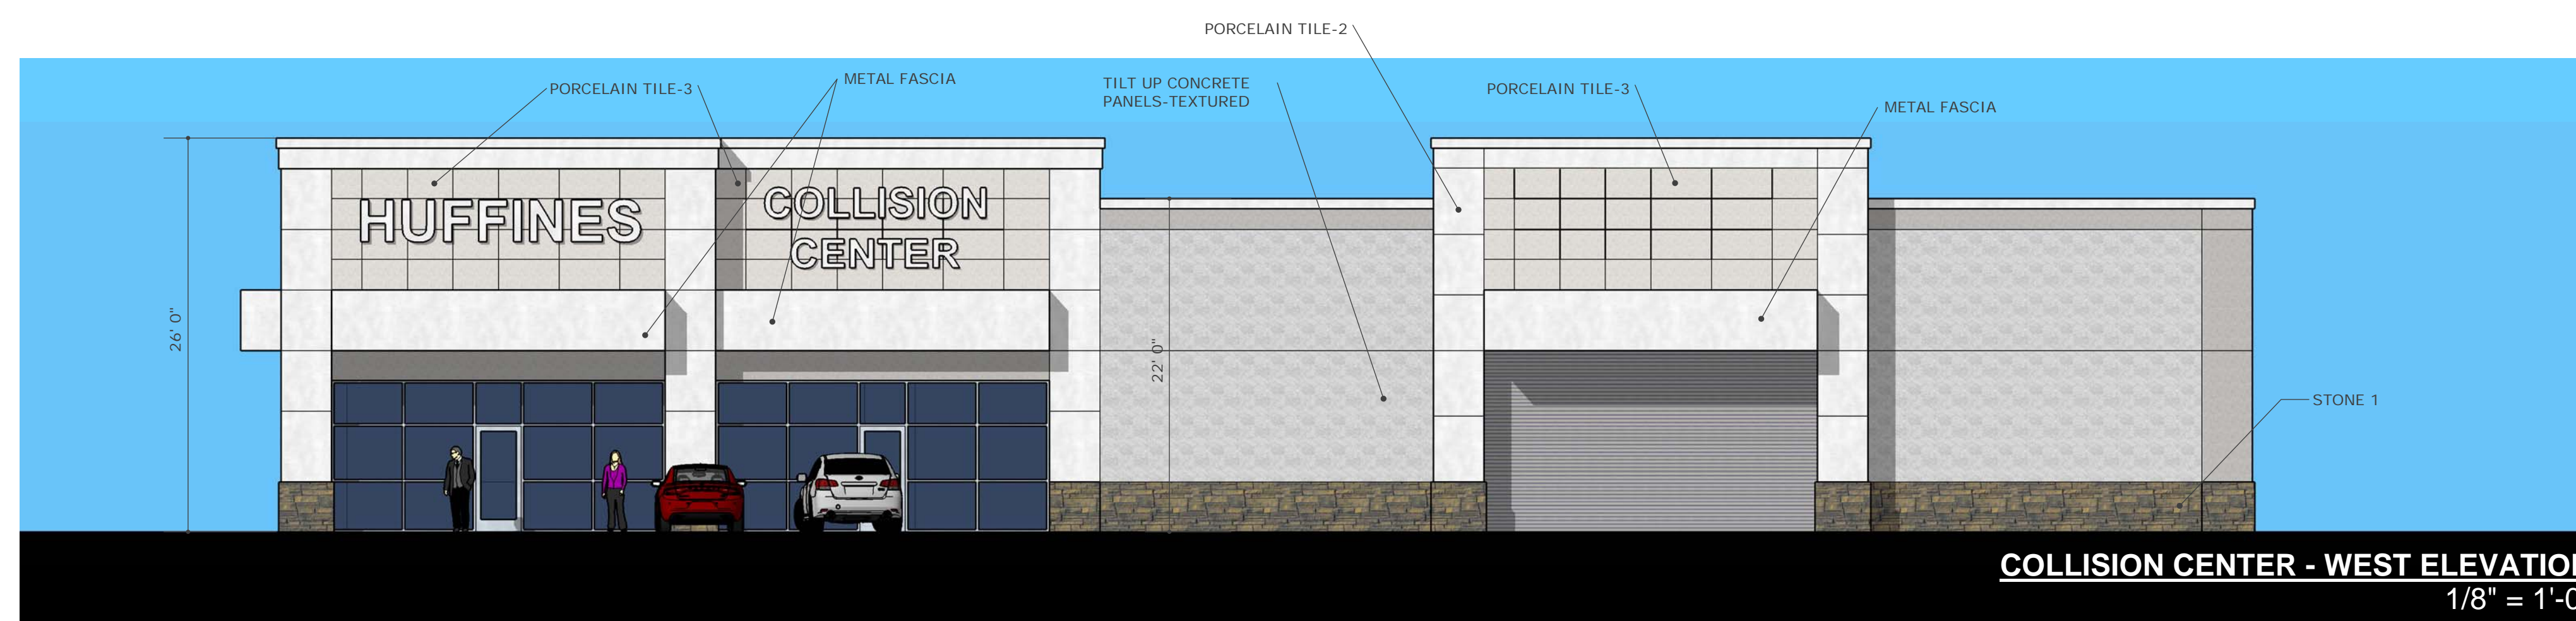 PORCELAIN TILE-2
PORCELAIN TILE-3
METAL FASCIA
TILT UP CONCRETE
PANELS-TEXTURED
PORCELAIN TILE-3
METAL FASCIA
HUFFINES
COLLISION
CENTER
26' 0"
22' 0"
STONE 1
COLLISION CENTER - WEST ELEVATION
1/8" = 1'-0